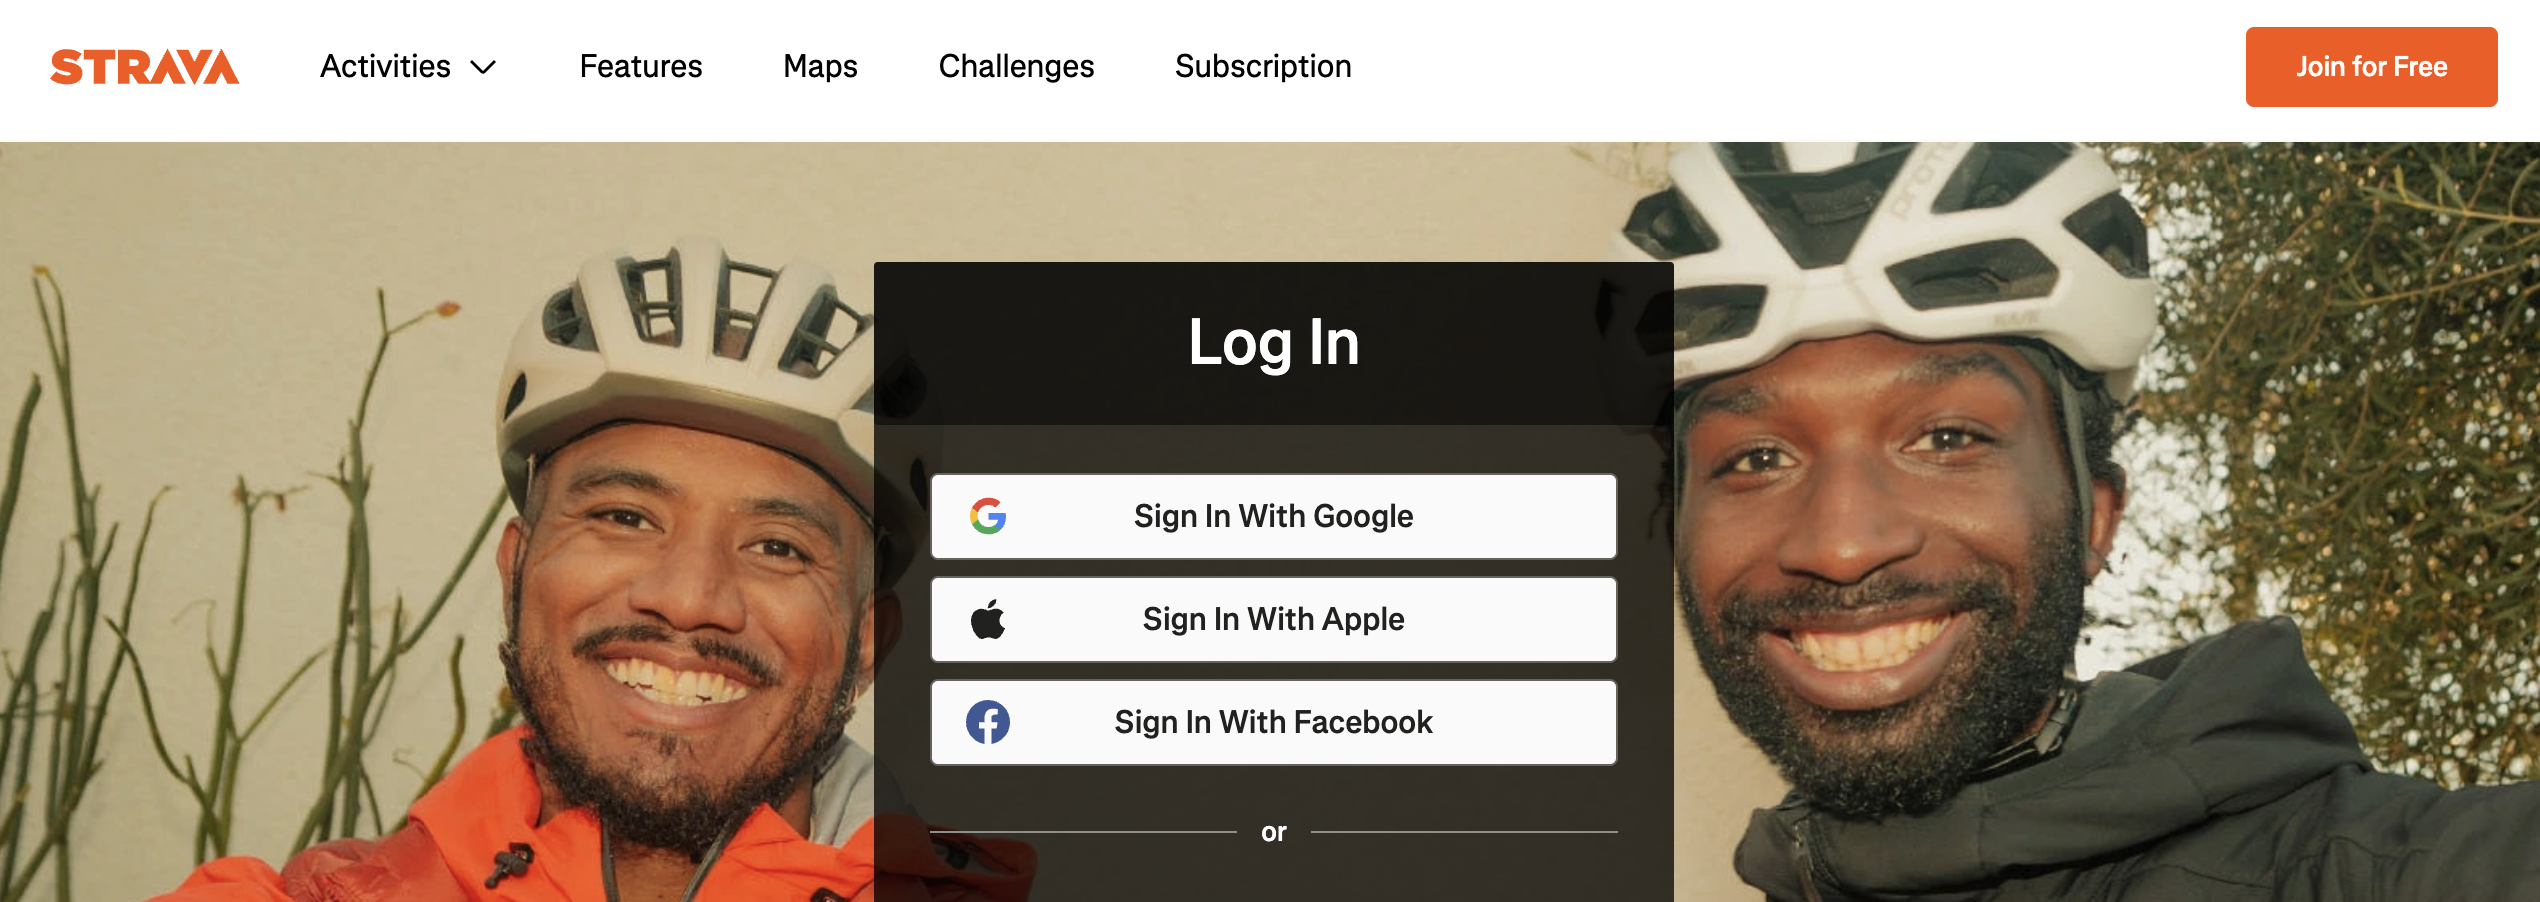 STRAVA Activities Features Maps Challenges Subscription Join for Free
Log In
Sign In With Google
Sign In With Apple
Sign In With Facebook
or